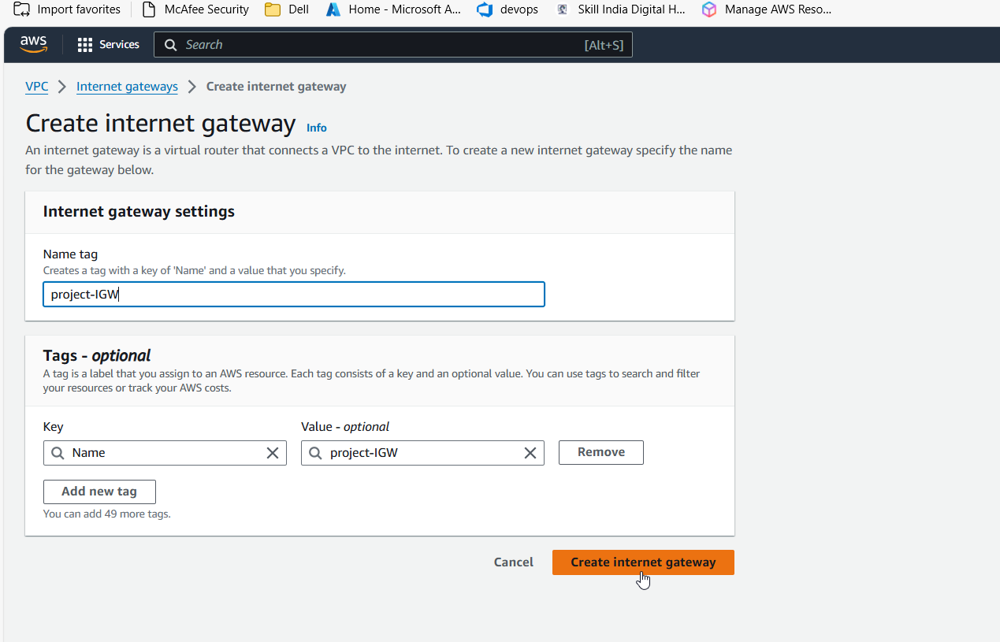 Import favorites McAfee Security Dell Home - Microsoft A... devops Skill India Digital H... Manage AWS Reso...
aws Services Search [Alt+S]
VPC Internet gateways Create internet gateway
Create internet gateway Info
An internet gateway is a virtual router that connects a VPC to the internet. To create a new internet gateway specify the name
for the gateway below.
Internet gateway settings
Name tag
Creates a tag with a key of 'Name' and a value that you specify.
project-IGW
Tags - optional
A tag is a label that you assign to an AWS resource. Each tag consists of a key and an optional value. You can use tags to search and filter
your resources or track your AWS costs.
Key Value - optional
Name project-IGW Remove
Add new tag
You can add 49 more tags.
Cancel Create internet gateway